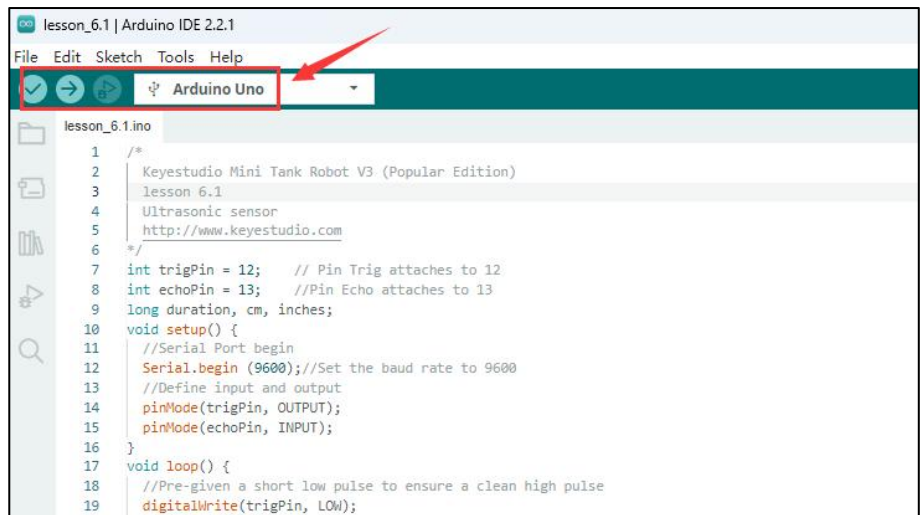 lesson_6.1 | Arduino IDE 2.2.1
File Edit Sketch Tools Help
Arduino Uno
lesson_6.1.ino
1 /*
2 Keyestudio Mini Tank Robot V3 (Popular Edition)
3 lesson 6.1
4 Ultrasonic sensor
5 http://www.keyestudio.com
6 */
7 int trigPin = 12; // Pin Trig attaches to 12
8 int echoPin = 13; //Pin Echo attaches to 13
9 long duration, cm, inches;
10 void setup() {
11 //Serial Port begin
12 Serial.begin (9600);//Set the baud rate to 9600
13 //Define input and output
14 pinMode(trigPin, OUTPUT);
15 pinMode(echoPin, INPUT);
16 }
17 void loop() {
18 //Pre-given a short low pulse to ensure a clean high pulse
19 digitalWrite(trigPin, LOW);